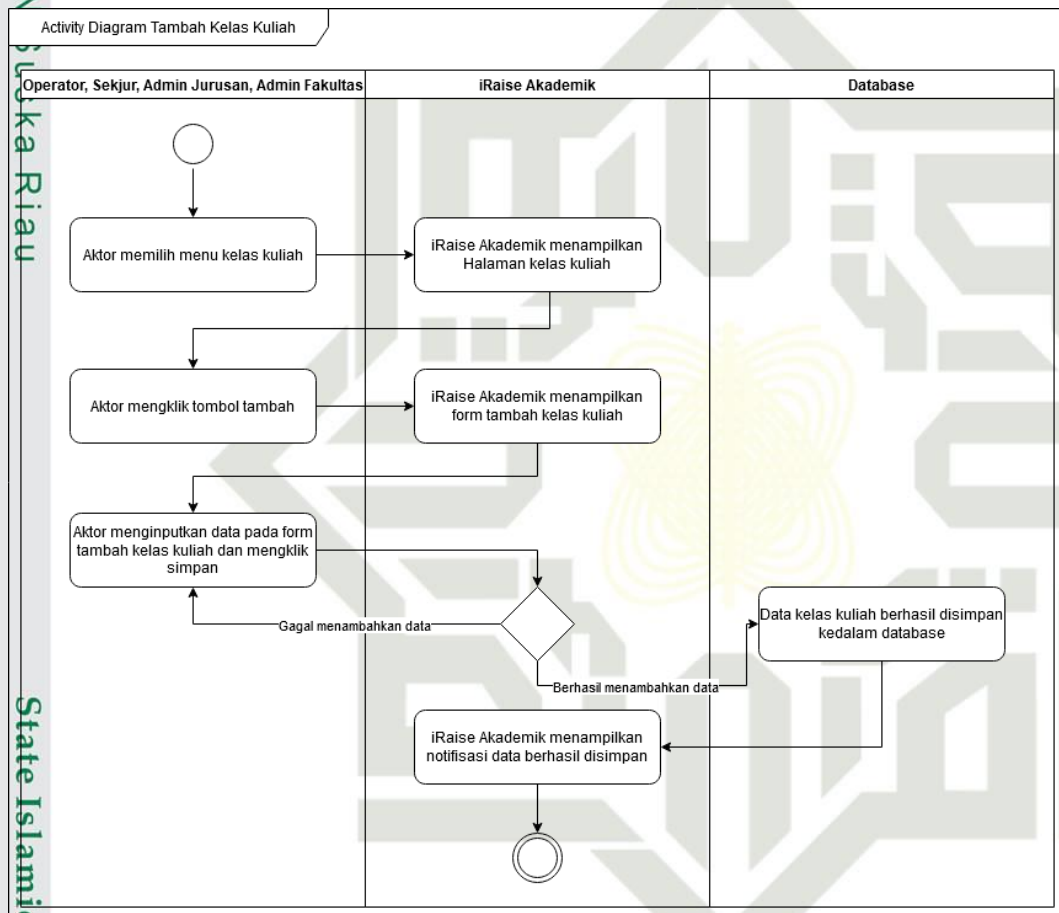 Activity Diagram Tambah Kelas Kuliah
Operator, Sekjur, Admin Jurusan, Admin Fakultas
iRaise Akademik
Database
Aktor memilih menu kelas kuliah
iRaise Akademik menampilkan
Halaman kelas kuliah
Aktor mengklik tombol tambah
iRaise Akademik menampilkan
form tambah kelas kuliah
Aktor menginputkan data pada form
tambah kelas kuliah dan mengklik
simpan
Gagal menambahkan data
Data kelas kuliah berhasil disimpan
kedalam database
Berhasil menambahkan data
iRaise Akademik menampilkan
notifisasi data berhasil disimpan
Suska Riau
State Islamic